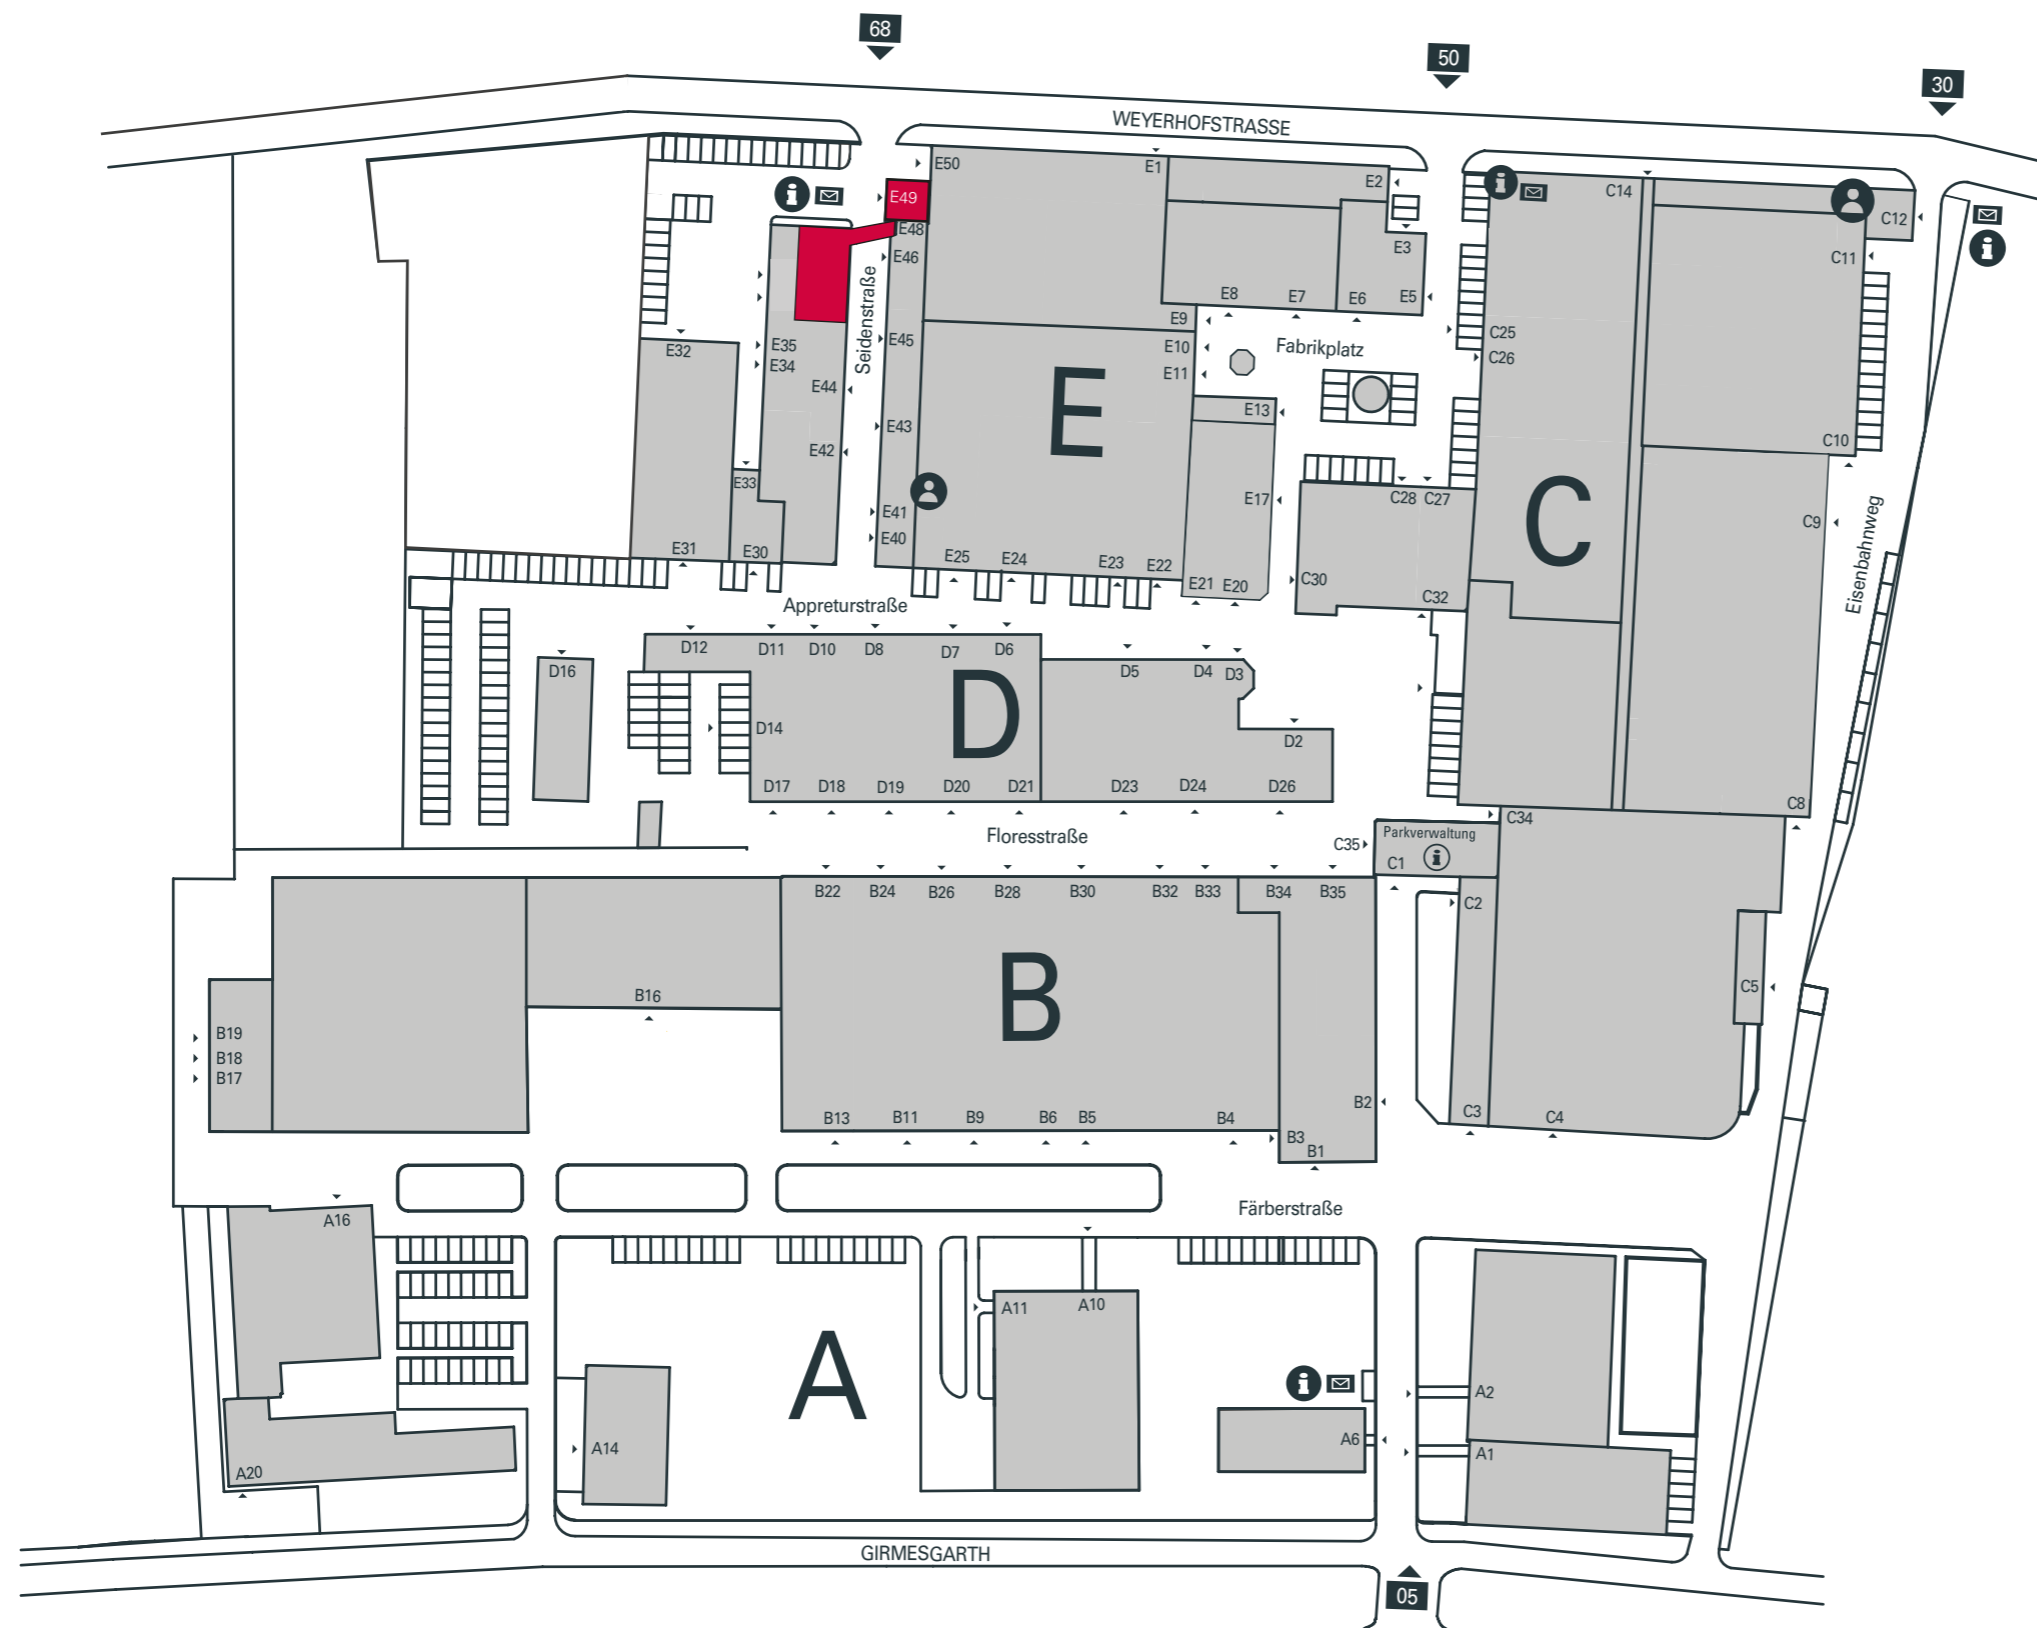 68
50
30
WEYERHOFSTRASSE
E50
E1
E2
C14
C12
E49
E48
E46
E3
C11
E8
E7
E6
E5
E9
Seidenstraße
E45
E10
E11
Fabrikplatz
C25
C26
E35
E34
E32
E44
E
E13
E43
E42
C10
E33
E17
C28
C27
C
C9
E41
E40
E31
E30
E25
E24
E23
E22
E21
E20
C30
C32
Eisenbahnweg
Appreturstraße
D12
D11
D10
D8
D7
D6
D16
D5
D4
D3
D
D14
D2
D17
D18
D19
D20
D21
D23
D24
D26
C8
C34
Floresstraße
C35
Parkverwaltung
C1
B22
B24
B26
B28
B30
B32
B33
B34
B35
C2
B
B16
C5
B19
B18
B17
B2
B13
B11
B9
B6
B5
B4
B3
B1
C3
C4
Färberstraße
A16
A11
A10
A
A2
A14
A6
A1
A20
GIRMESGARTH
05